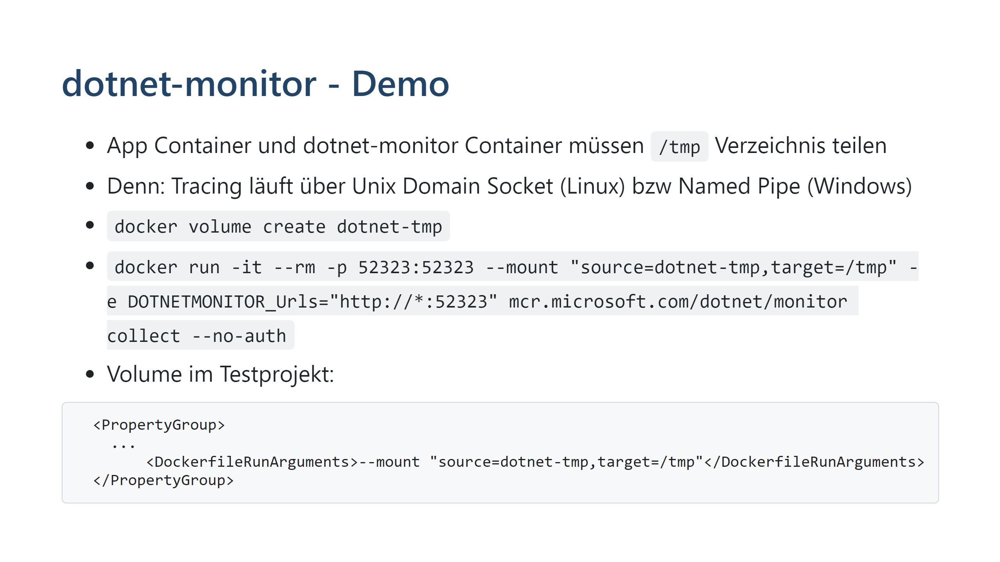 dotnet-monitor - Demo
App Container und dotnet-monitor Container müssen /tmp Verzeichnis teilen
Denn: Tracing läuft über Unix Domain Socket (Linux) bzw Named Pipe (Windows)
docker volume create dotnet-tmp
docker run -it --rm -p 52323:52323 --mount "source=dotnet-tmp,target=/tmp" -
e DOTNETMONITOR_Urls="http://*:52323" mcr.microsoft.com/dotnet/monitor
collect --no-auth
Volume im Testprojekt:
<PropertyGroup>
...
<DockerfileRunArguments>--mount "source=dotnet-tmp,target=/tmp"</DockerfileRunArguments>
</PropertyGroup>